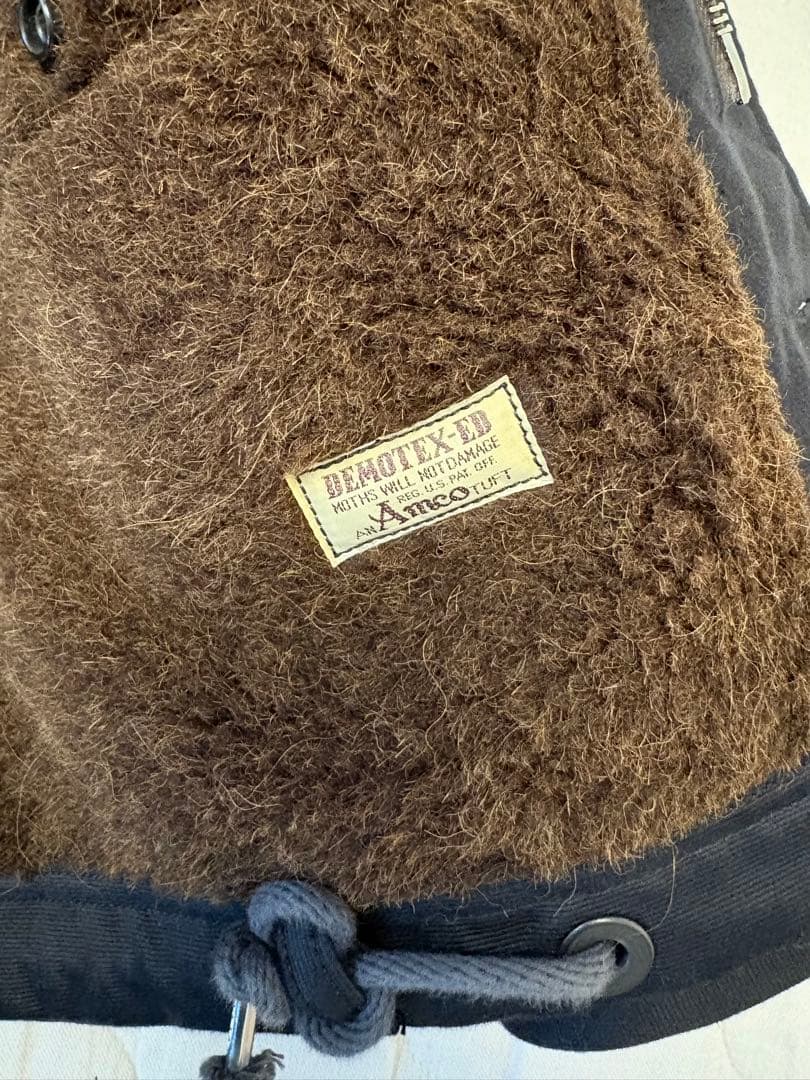 DEMOTEX-ED
MOTHS WILL NOT DAMAGE
REG. U.S. PAT. OFF.
AN Amco TUFT